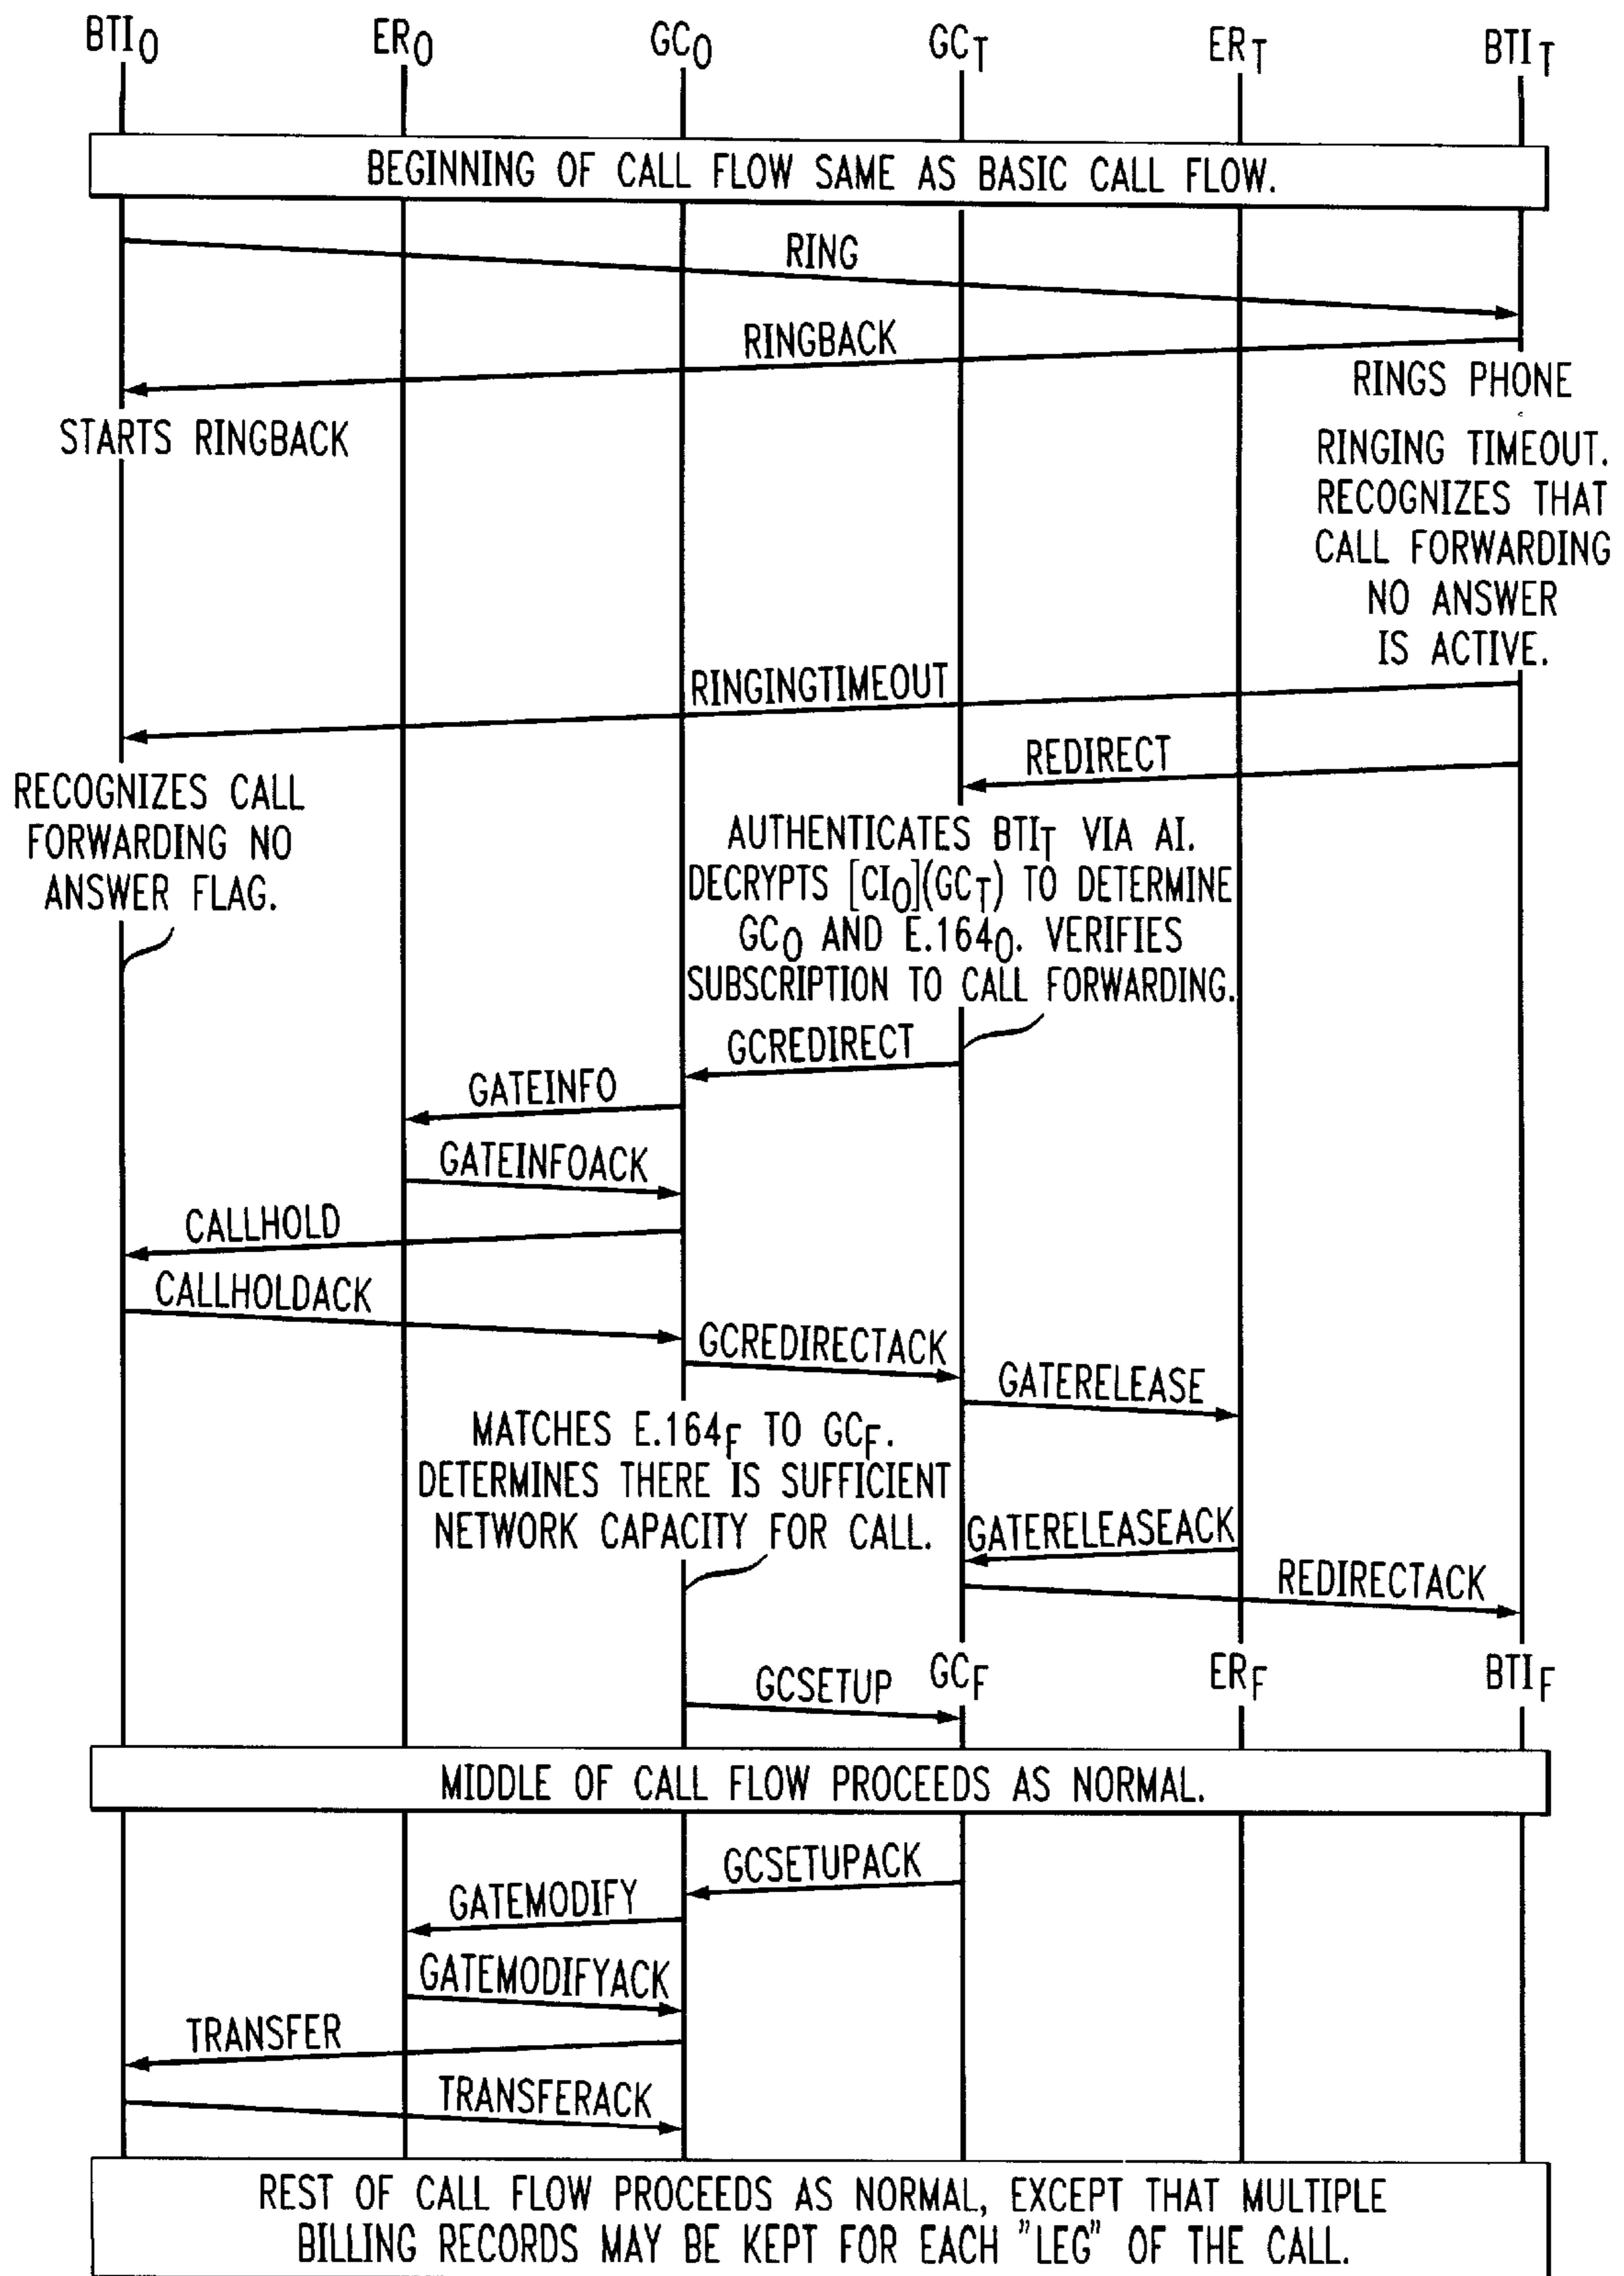 BTIO ERO GCO GCT ERT BTIT
BEGINNING OF CALL FLOW SAME AS BASIC CALL FLOW.
RING
RINGBACK
RINGS PHONE
STARTS RINGBACK
RINGING TIMEOUT.
RECOGNIZES THAT
CALL FORWARDING
NO ANSWER
IS ACTIVE.
RINGINGTIMEOUT
REDIRECT
RECOGNIZES CALL
FORWARDING NO
ANSWER FLAG.
AUTHENTICATES BTIT VIA AI.
DECRYPTS [CIO](GCT) TO DETERMINE
GCO AND E.164O. VERIFIES
SUBSCRIPTION TO CALL FORWARDING.
GCREDIRECT
GATEINFO
GATEINFOACK
CALLHOLD
CALLHOLDACK
GCREDIRECTACK
GATERELEASE
MATCHES E.164F TO GCF.
DETERMINES THERE IS SUFFICIENT
NETWORK CAPACITY FOR CALL.
GATERELEASEACK
REDIRECTACK
GCF ERF BTIF
GCSETUP
MIDDLE OF CALL FLOW PROCEEDS AS NORMAL.
GCSETUPACK
GATEMODIFY
GATEMODIFYACK
TRANSFER
TRANSFERACK
REST OF CALL FLOW PROCEEDS AS NORMAL, EXCEPT THAT MULTIPLE
BILLING RECORDS MAY BE KEPT FOR EACH "LEG" OF THE CALL.